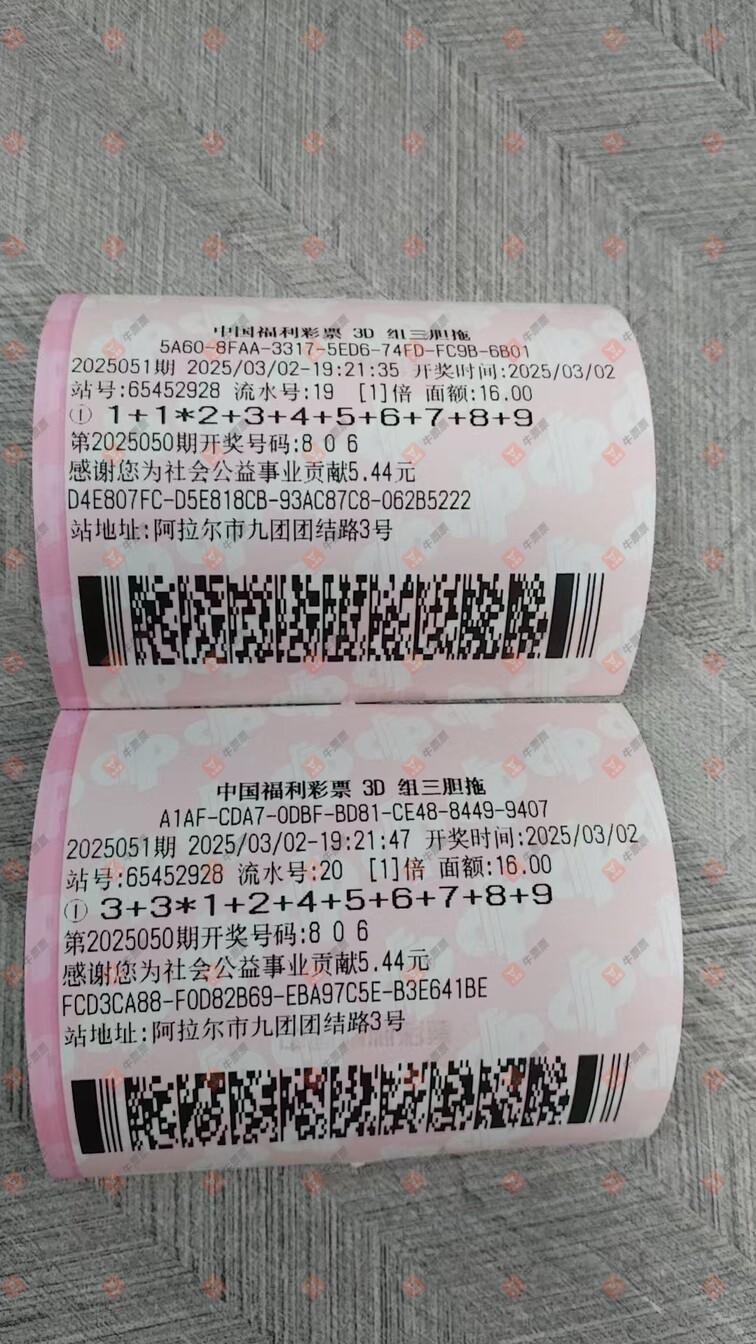 中国福利彩票 3D 组三胆拖
5A60-8FAA-3317-5ED6-74FD-FC9B-6B01
2025051期 2025/03/02-19:21:35 开奖时间:2025/03/02
站号:65452928 流水号:19 [1]倍 面额:16.00
① 1+1*2+3+4+5+6+7+8+9
第2025050期开奖号码:8 0 6
感谢您为社会公益事业贡献5.44元
D4E807FC-D5E818CB-93AC87C8-062B5222
站地址:阿拉尔市九团团结路3号
中国福利彩票 3D 组三胆拖
A1AF-CDA7-0DBF-BD81-CE48-8449-9407
2025051期 2025/03/02-19:21:47 开奖时间:2025/03/02
站号:65452928 流水号:20 [1]倍 面额:16.00
① 3+3*1+2+4+5+6+7+8+9
第2025050期开奖号码:8 0 6
感谢您为社会公益事业贡献5.44元
FCD3CA88-F0D82B69-EBA97C5E-B3E641BE
站地址:阿拉尔市九团团结路3号